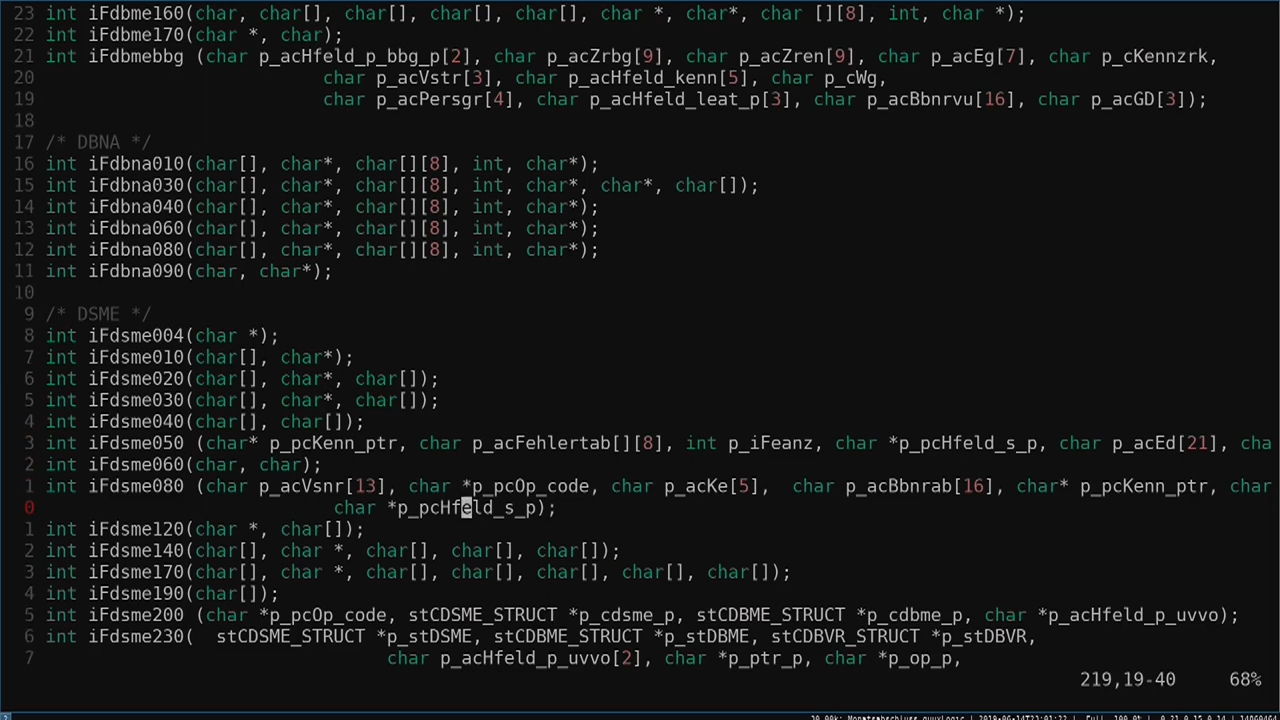 23 int iFdbme160(char, char[], char[], char[], char[], char *, char*, char [][8], int, char *);
22 int iFdbme170(char *, char);
21 int iFdbmebbg (char p_acHfeld_p_bbg_p[2], char p_acZrbg[9], char p_acZren[9], char p_acEg[7], char p_cKennzrk,
20 char p_acVstr[3], char p_acHfeld_kenn[5], char p_cWg,
19 char p_acPersgr[4], char p_acHfeld_leat_p[3], char p_acBbnrvu[16], char p_acGD[3]);
18
17 /* DBNA */
16 int iFdbna010(char[], char*, char[][8], int, char*);
15 int iFdbna030(char[], char*, char[][8], int, char*, char*, char[]);
14 int iFdbna040(char[], char*, char[][8], int, char*);
13 int iFdbna060(char[], char*, char[][8], int, char*);
12 int iFdbna080(char[], char*, char[][8], int, char*);
11 int iFdbna090(char, char*);
10
9 /* DSME */
8 int iFdsme004(char *);
7 int iFdsme010(char[], char*);
6 int iFdsme020(char[], char*, char[]);
5 int iFdsme030(char[], char*, char[]);
4 int iFdsme040(char[], char[]);
3 int iFdsme050 (char* p_pcKenn_ptr, char p_acFehlertab[][8], int p_iFeanz, char *p_pcHfeld_s_p, char p_acEd[21], cha
2 int iFdsme060(char, char);
1 int iFdsme080 (char p_acVsnr[13], char *p_pcOp_code, char p_acKe[5], char p_acBbnrab[16], char* p_pcKenn_ptr, char
0 char *p_pcHfeld_s_p);
1 int iFdsme120(char *, char[]);
2 int iFdsme140(char[], char *, char[], char[], char[]);
3 int iFdsme170(char[], char *, char[], char[], char[], char[], char[]);
4 int iFdsme190(char[]);
5 int iFdsme200 (char *p_pcOp_code, stCDSME_STRUCT *p_cdsme_p, stCDBME_STRUCT *p_cdbme_p, char *p_acHfeld_p_uvvo);
6 int iFdsme230( stCDSME_STRUCT *p_stDSME, stCDBME_STRUCT *p_stDBME, stCDBVR_STRUCT *p_stDBVR,
7 char p_acHfeld_p_uvvo[2], char *p_ptr_p, char *p_op_p,
219,19-40 68%